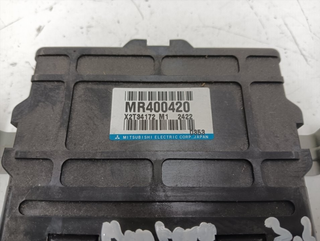 MR400420
X2T34172 M1 2422
MITSUBISHI ELECTRIC CORP. JAPAN